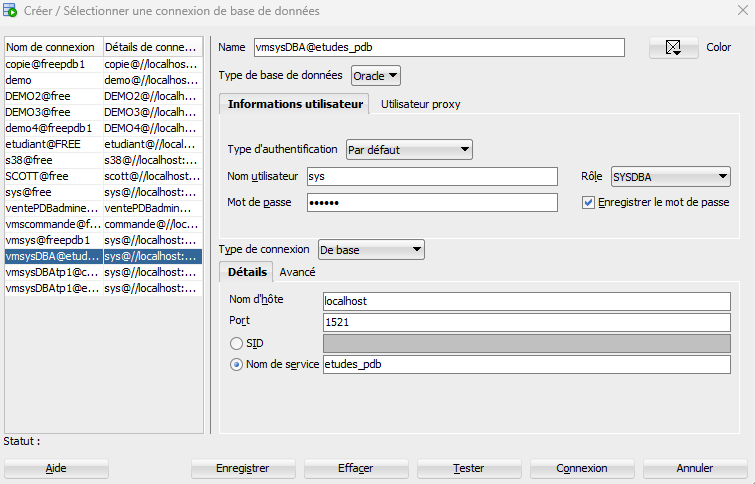 Créer / Sélectionner une connexion de base de données
Nom de connexion Détails de conne...
copie@freepdb1 copie@//localhos...
demo demo@//localhos...
DEMO2@free DEMO2@//localh...
DEMO3@free DEMO3@//localh...
demo4@freepdb1 DEMO4@//localh...
etudiant@FREE etudiant@//local...
s38@free s38@//localhost:...
SCOTT@free scott@//localhos...
sys@free sys@//localhost:...
ventePDBadmine... ventePDBadmin...
vmscommande@f... commande@//loc...
vmsys@freepdb1 sys@//localhost:...
vmsysDBA@etud... sys@//localhost:...
vmsysDBAtp1@c... sys@//localhost:...
vmsysDBAtp1@e... sys@//localhost:...
Name vmsysDBA@etudes_pdb Color
Type de base de données Oracle
Informations utilisateur Utilisateur proxy
Type d'authentification Par défaut
Nom utilisateur sys Rôle SYSDBA
Mot de passe •••••• Enregistrer le mot de passe
Type de connexion De base
Détails Avancé
Nom d'hôte localhost
Port 1521
SID
Nom de service etudes_pdb
Statut :
Aide Enregistrer Effacer Tester Connexion Annuler